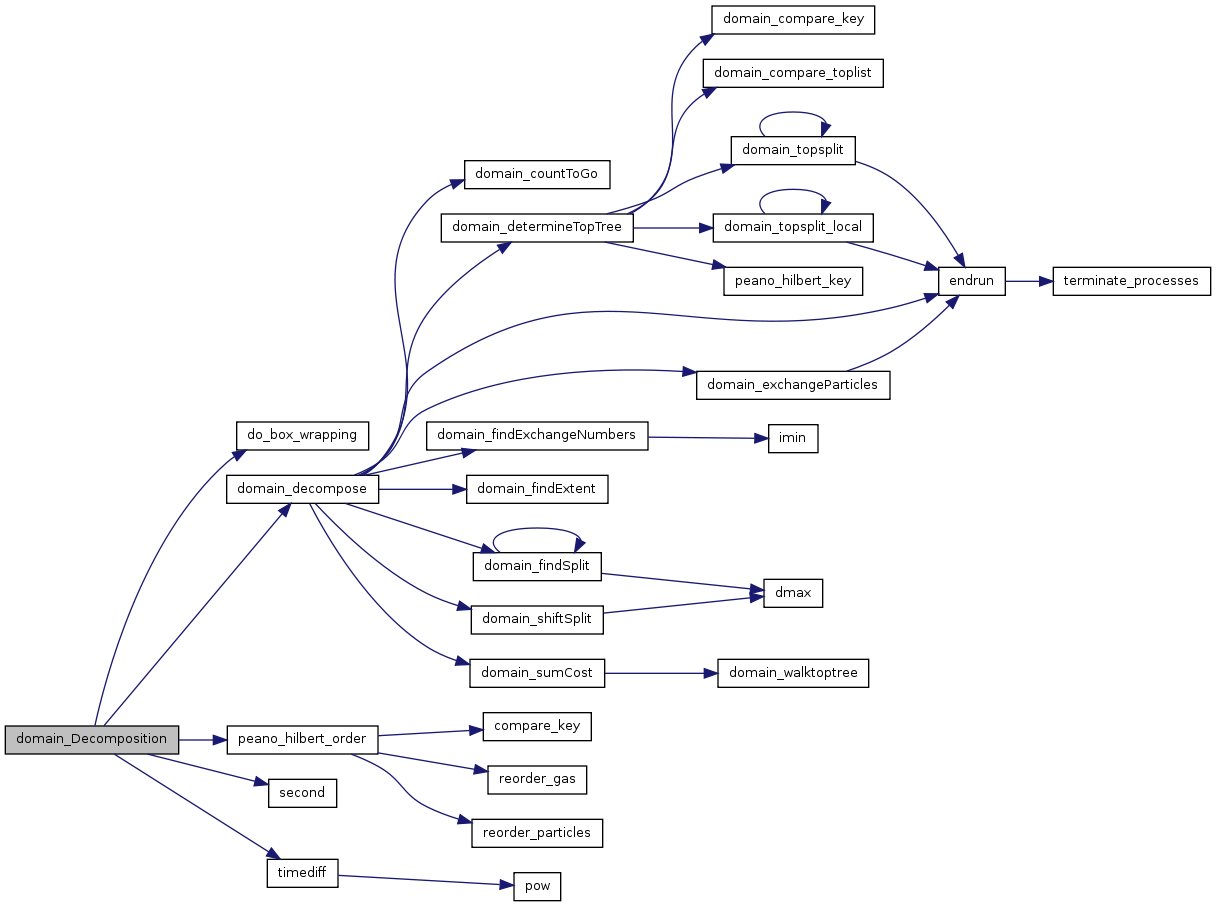 domain_compare_key
domain_compare_toplist
domain_topsplit
domain_countToGo
domain_determineTopTree
domain_topsplit_local
peano_hilbert_key
endrun
terminate_processes
domain_exchangeParticles
do_box_wrapping
domain_findExchangeNumbers
imin
domain_decompose
domain_findExtent
domain_findSplit
dmax
domain_shiftSplit
domain_sumCost
domain_walktoptree
domain_Decomposition
peano_hilbert_order
compare_key
reorder_gas
second
reorder_particles
timediff
pow